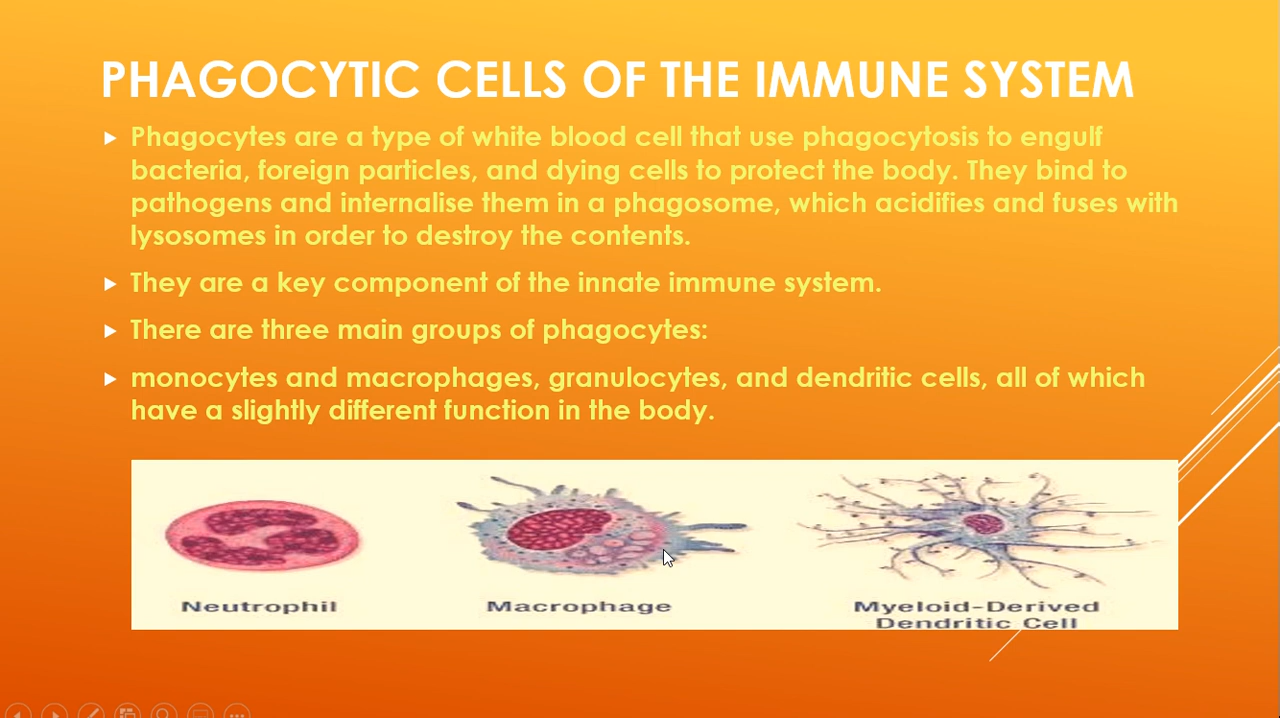 PHAGOCYTIC CELLS OF THE IMMUNE SYSTEM
Phagocytes are a type of white blood cell that use phagocytosis to engulf
bacteria, foreign particles, and dying cells to protect the body. They bind to
pathogens and internalise them in a phagosome, which acidifies and fuses with
lysosomes in order to destroy the contents.
They are a key component of the innate immune system.
There are three main groups of phagocytes:
monocytes and macrophages, granulocytes, and dendritic cells, all of which
have a slightly different function in the body.
Neutrophil
Macrophage
Myeloid-Derived
Dendritic Cell